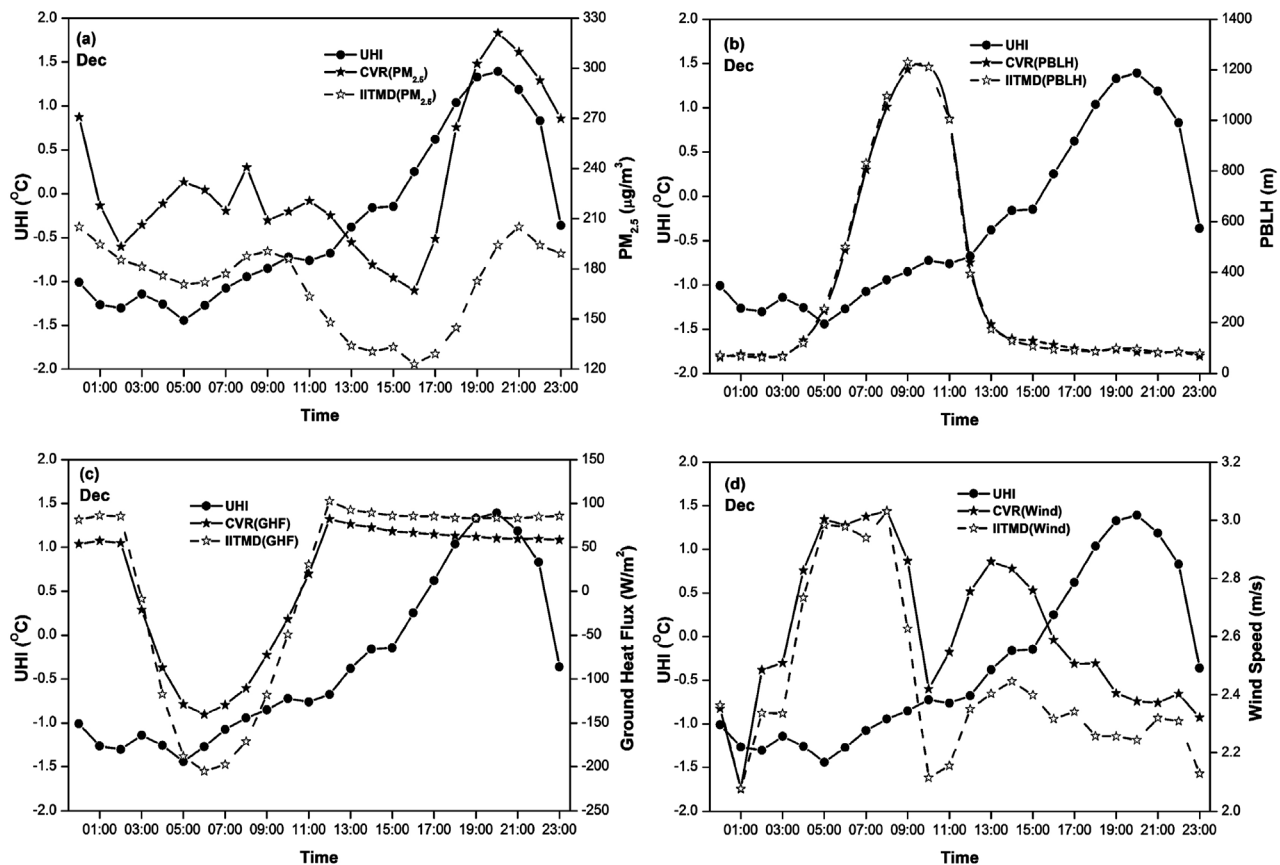 (a)
Dec
UHI
CVR(PM2.5)
IITMD(PM2.5)
2.0
1.5
1.0
0.5
0.0
-0.5
-1.0
-1.5
-2.0
UHI (°C)
330
300
270
240
210
180
150
120
PM2.5 (μg/m³)
01:00 03:00 05:00 07:00 09:00 11:00 13:00 15:00 17:00 19:00 21:00 23:00
Time
(b)
Dec
UHI
CVR(PBLH)
IITMD(PBLH)
2.0
1.5
1.0
0.5
0.0
-0.5
-1.0
-1.5
-2.0
UHI (°C)
1400
1200
1000
800
600
400
200
0
PBLH (m)
01:00 03:00 05:00 07:00 09:00 11:00 13:00 15:00 17:00 19:00 21:00 23:00
Time
(c)
Dec
UHI
CVR(GHF)
IITMD(GHF)
2.0
1.5
1.0
0.5
0.0
-0.5
-1.0
-1.5
-2.0
UHI (°C)
150
100
50
0
-50
-100
-150
-200
-250
Ground Heat Flux (W/m²)
01:00 03:00 05:00 07:00 09:00 11:00 13:00 15:00 17:00 19:00 21:00 23:00
Time
(d)
Dec
UHI
CVR(Wind)
IITMD(Wind)
2.0
1.5
1.0
0.5
0.0
-0.5
-1.0
-1.5
-2.0
UHI (°C)
3.2
3.0
2.8
2.6
2.4
2.2
2.0
Wind Speed (m/s)
01:00 03:00 05:00 07:00 09:00 11:00 13:00 15:00 17:00 19:00 21:00 23:00
Time